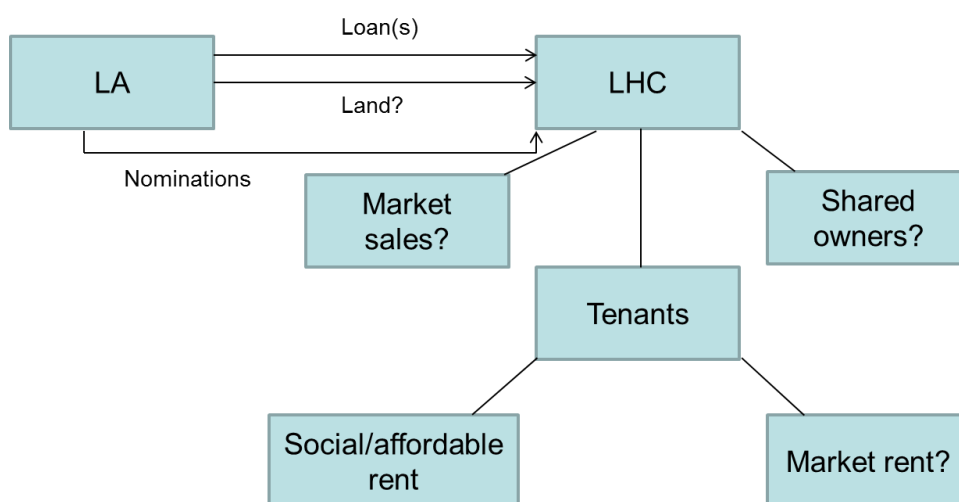 Loan(s)
LA
LHC
Land?
Nominations
Market
sales?
Shared
owners?
Tenants
Social/affordable
rent
Market rent?